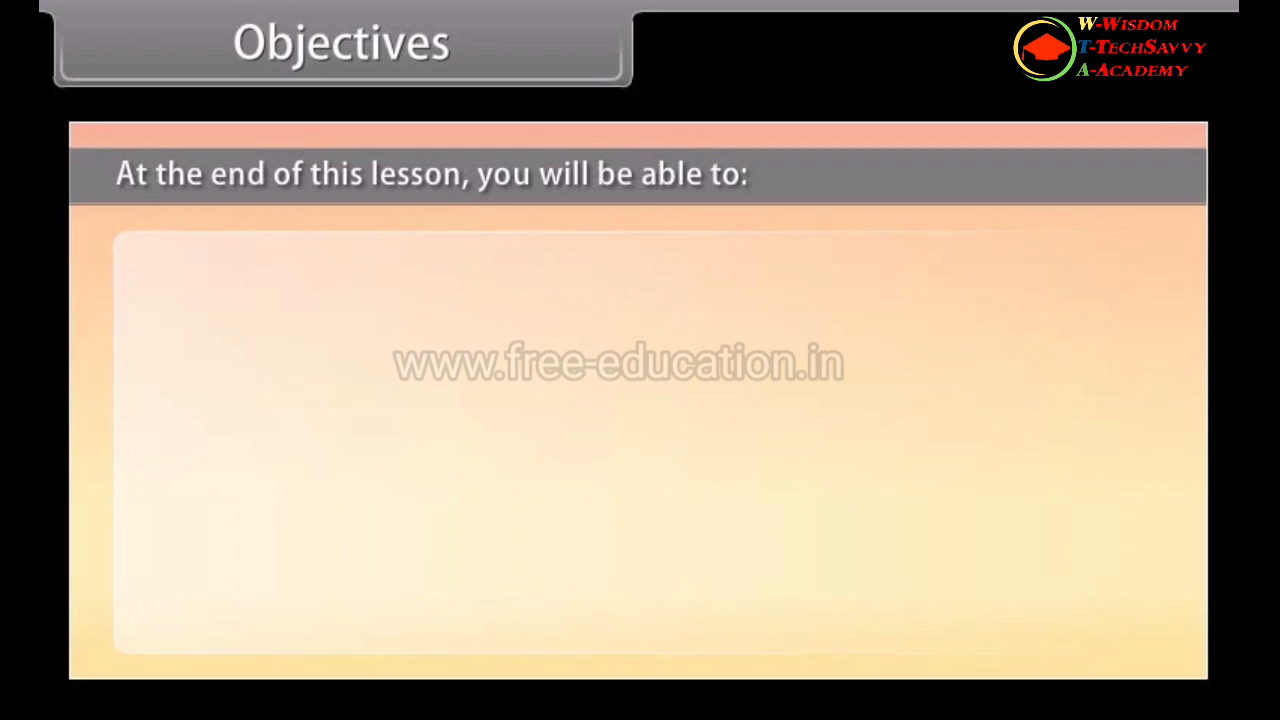 Objectives
W-Wisdom
T-TechSavvy
A-Academy
At the end of this lesson, you will be able to:
www.free-education.in